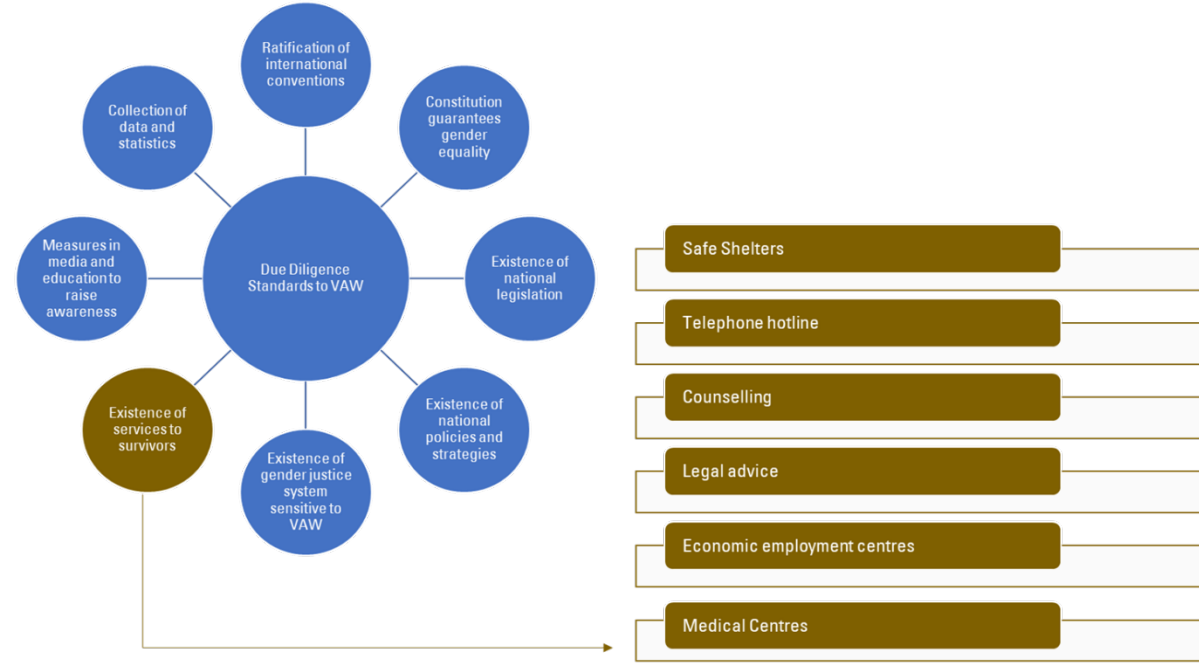 Ratification of
international
conventions
Constitution
guarantees
gender
equality
Existence of
national
legislation
Existence of
national
policies and
strategies
Existence of
gender justice
system
sensitive to
VAW
Existence of
services to
survivors
Measures in
media and
education to
raise
awareness
Collection of
data and
statistics
Due Diligence
Standards to VAW
Safe Shelters
Telephone hotline
Counselling
Legal advice
Economic employment centres
Medical Centres